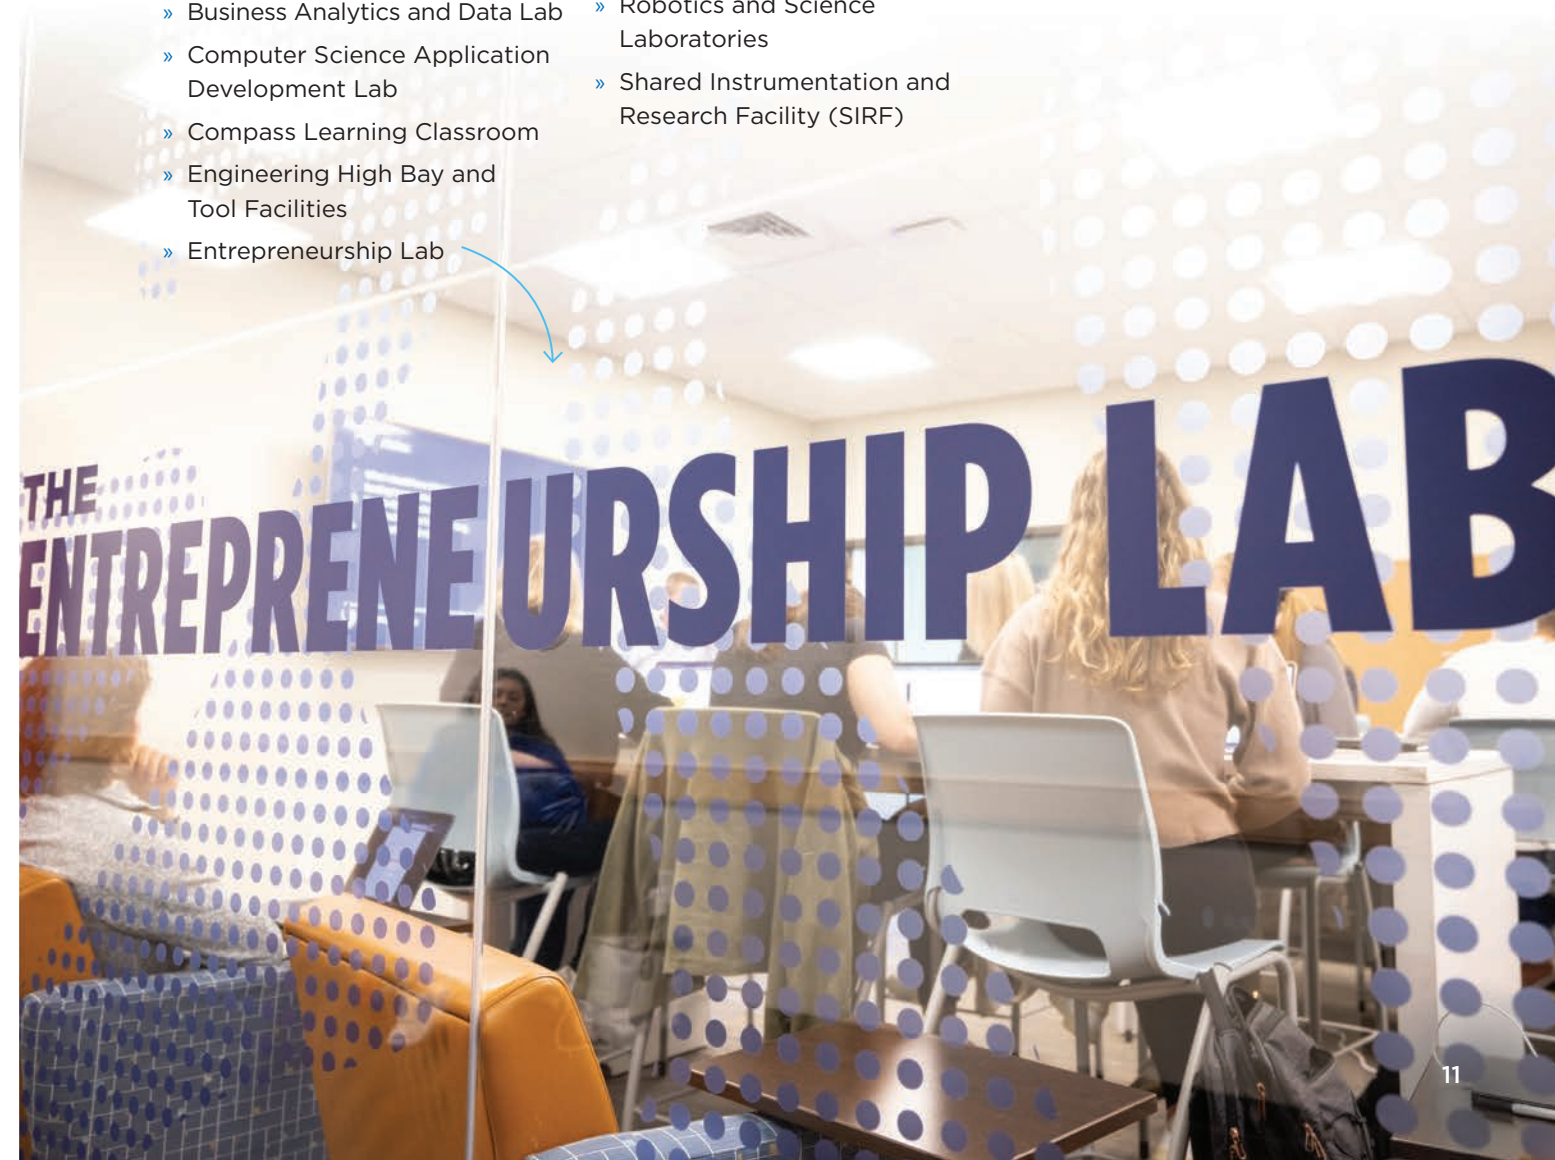 » Business Analytics and Data Lab
» Computer Science Application
Development Lab
» Compass Learning Classroom
» Engineering High Bay and
Tool Facilities
» Entrepreneurship Lab
» Robotics and Science
Laboratories
» Shared Instrumentation and
Research Facility (SIRF)
THE
ENTREPRENEURSHIP LAB
11